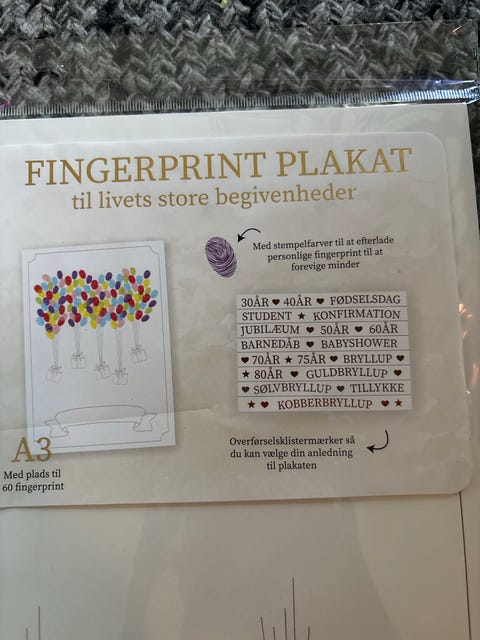 FINGERPRINT PLAKAT
til livets store begivenheder
Med stempelfarver til at efterlade
personlige fingerprint til at
forevige minder
30ÅR ♥ 40ÅR ♥ FØDSELSDAG
STUDENT ★ KONFIRMATION
JUBILÆUM ♥ 50ÅR ♥ 60ÅR
BARNEDÅB ♥ BABYSHOWER
♥ 70ÅR ★ 75ÅR ♥ BRYLLUP ♥
★ 80ÅR ♥ GULDBRYLLUP ♥
♥ SØLVBRYLLUP ♥ TILLYKKE
★ ♥ KOBBERBRYLLUP ♥ ★
A3
Med plads til
60 fingerprint
Overførselsklistermærker så
du kan vælge din anledning
til plakaten